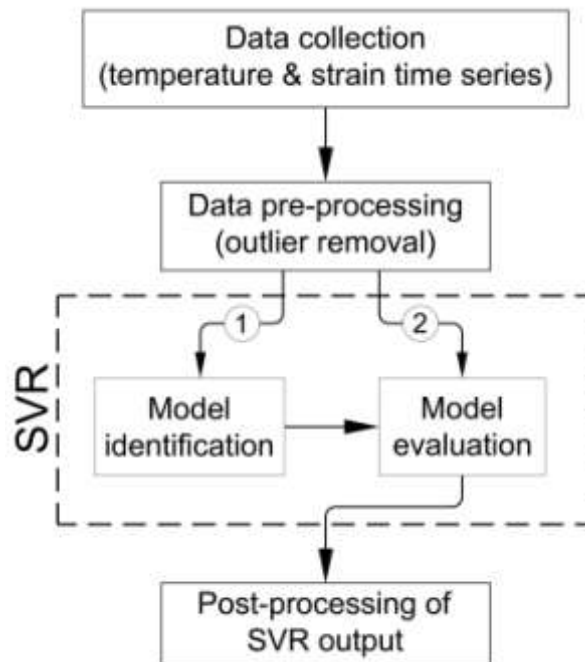 Data collection
(temperature & strain time series)
Data pre-processing
(outlier removal)
1
2
SVR
Model
identification
Model
evaluation
Post-processing of
SVR output